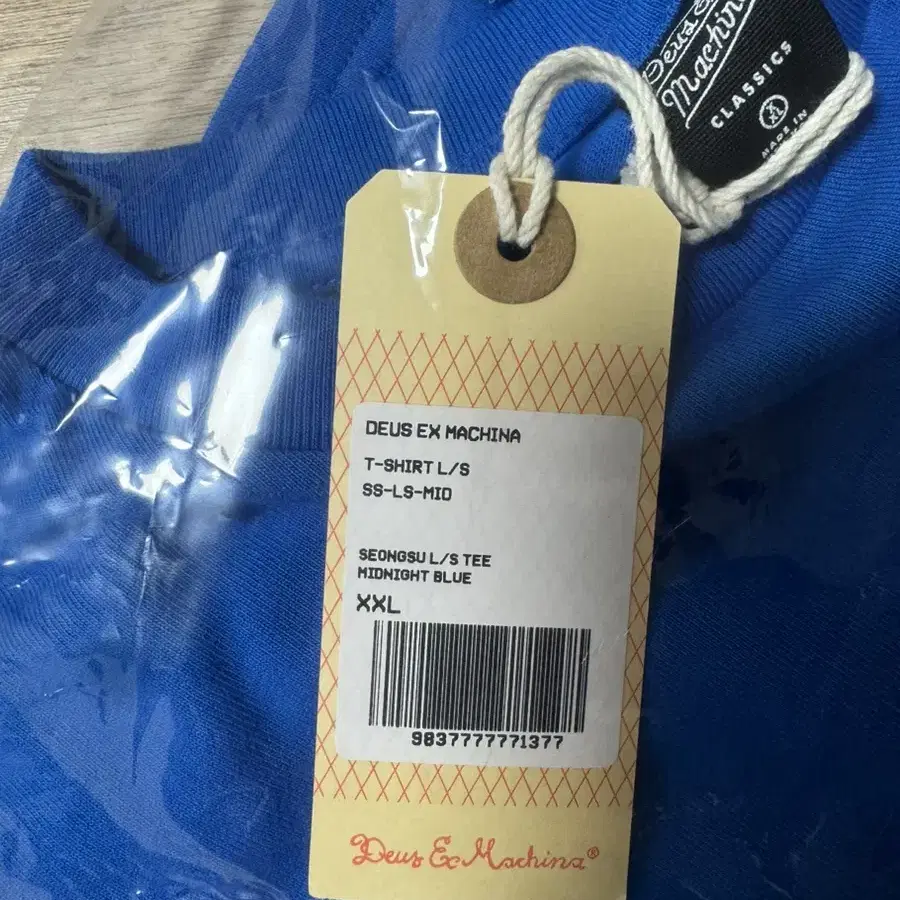 Deus Ex
Machina
CLASSICS
XXL
MADE IN
DEUS EX MACHINA
T-SHIRT L/S
SS-LS-MID
SEONGSU L/S TEE
MIDNIGHT BLUE
XXL
9837777771377
Deus Ex Machina®